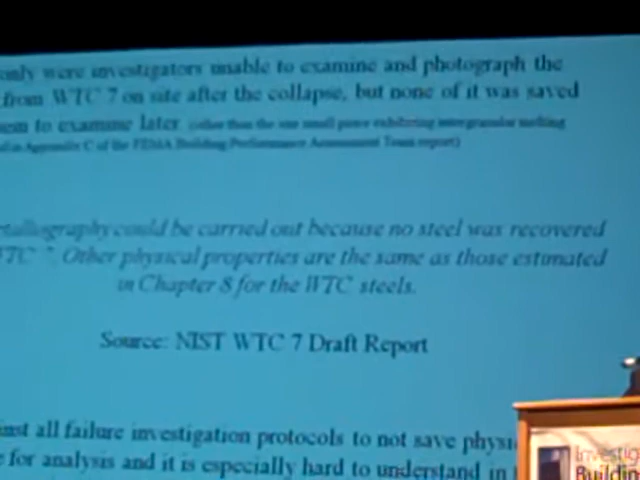 only were investigators unable to examine and photograph the
from WTC 7 on site after the collapse, but none of it was saved
to examine later (other than the one small piece exhibiting intergranular melting
in Appendix C of the FEMA Building Performance Assessment Team report)
could be carried out because no steel was recovered
7. Other physical properties are the same as those estimated
in Chapter 8 for the WTC steels.
Source: NIST WTC 7 Draft Report
all failure investigation protocols to not save
for analysis and it is especially hard to understand in
Investig
Buildin